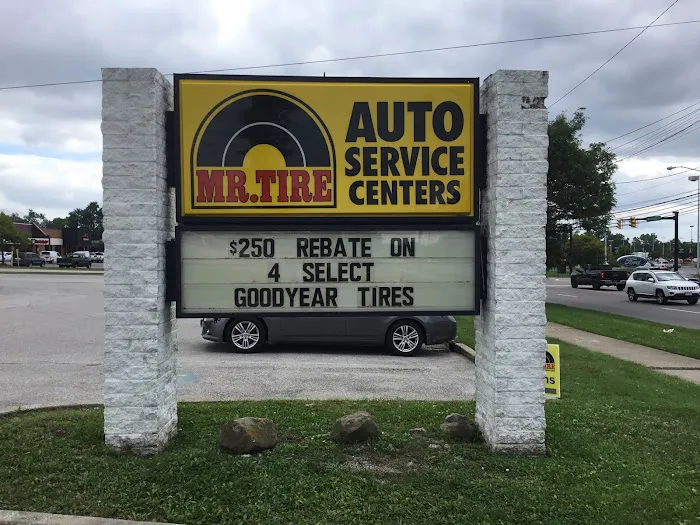 MR.TIRE
AUTO
SERVICE
CENTERS
$250 REBATE ON
4 SELECT
GOODYEAR TIRES